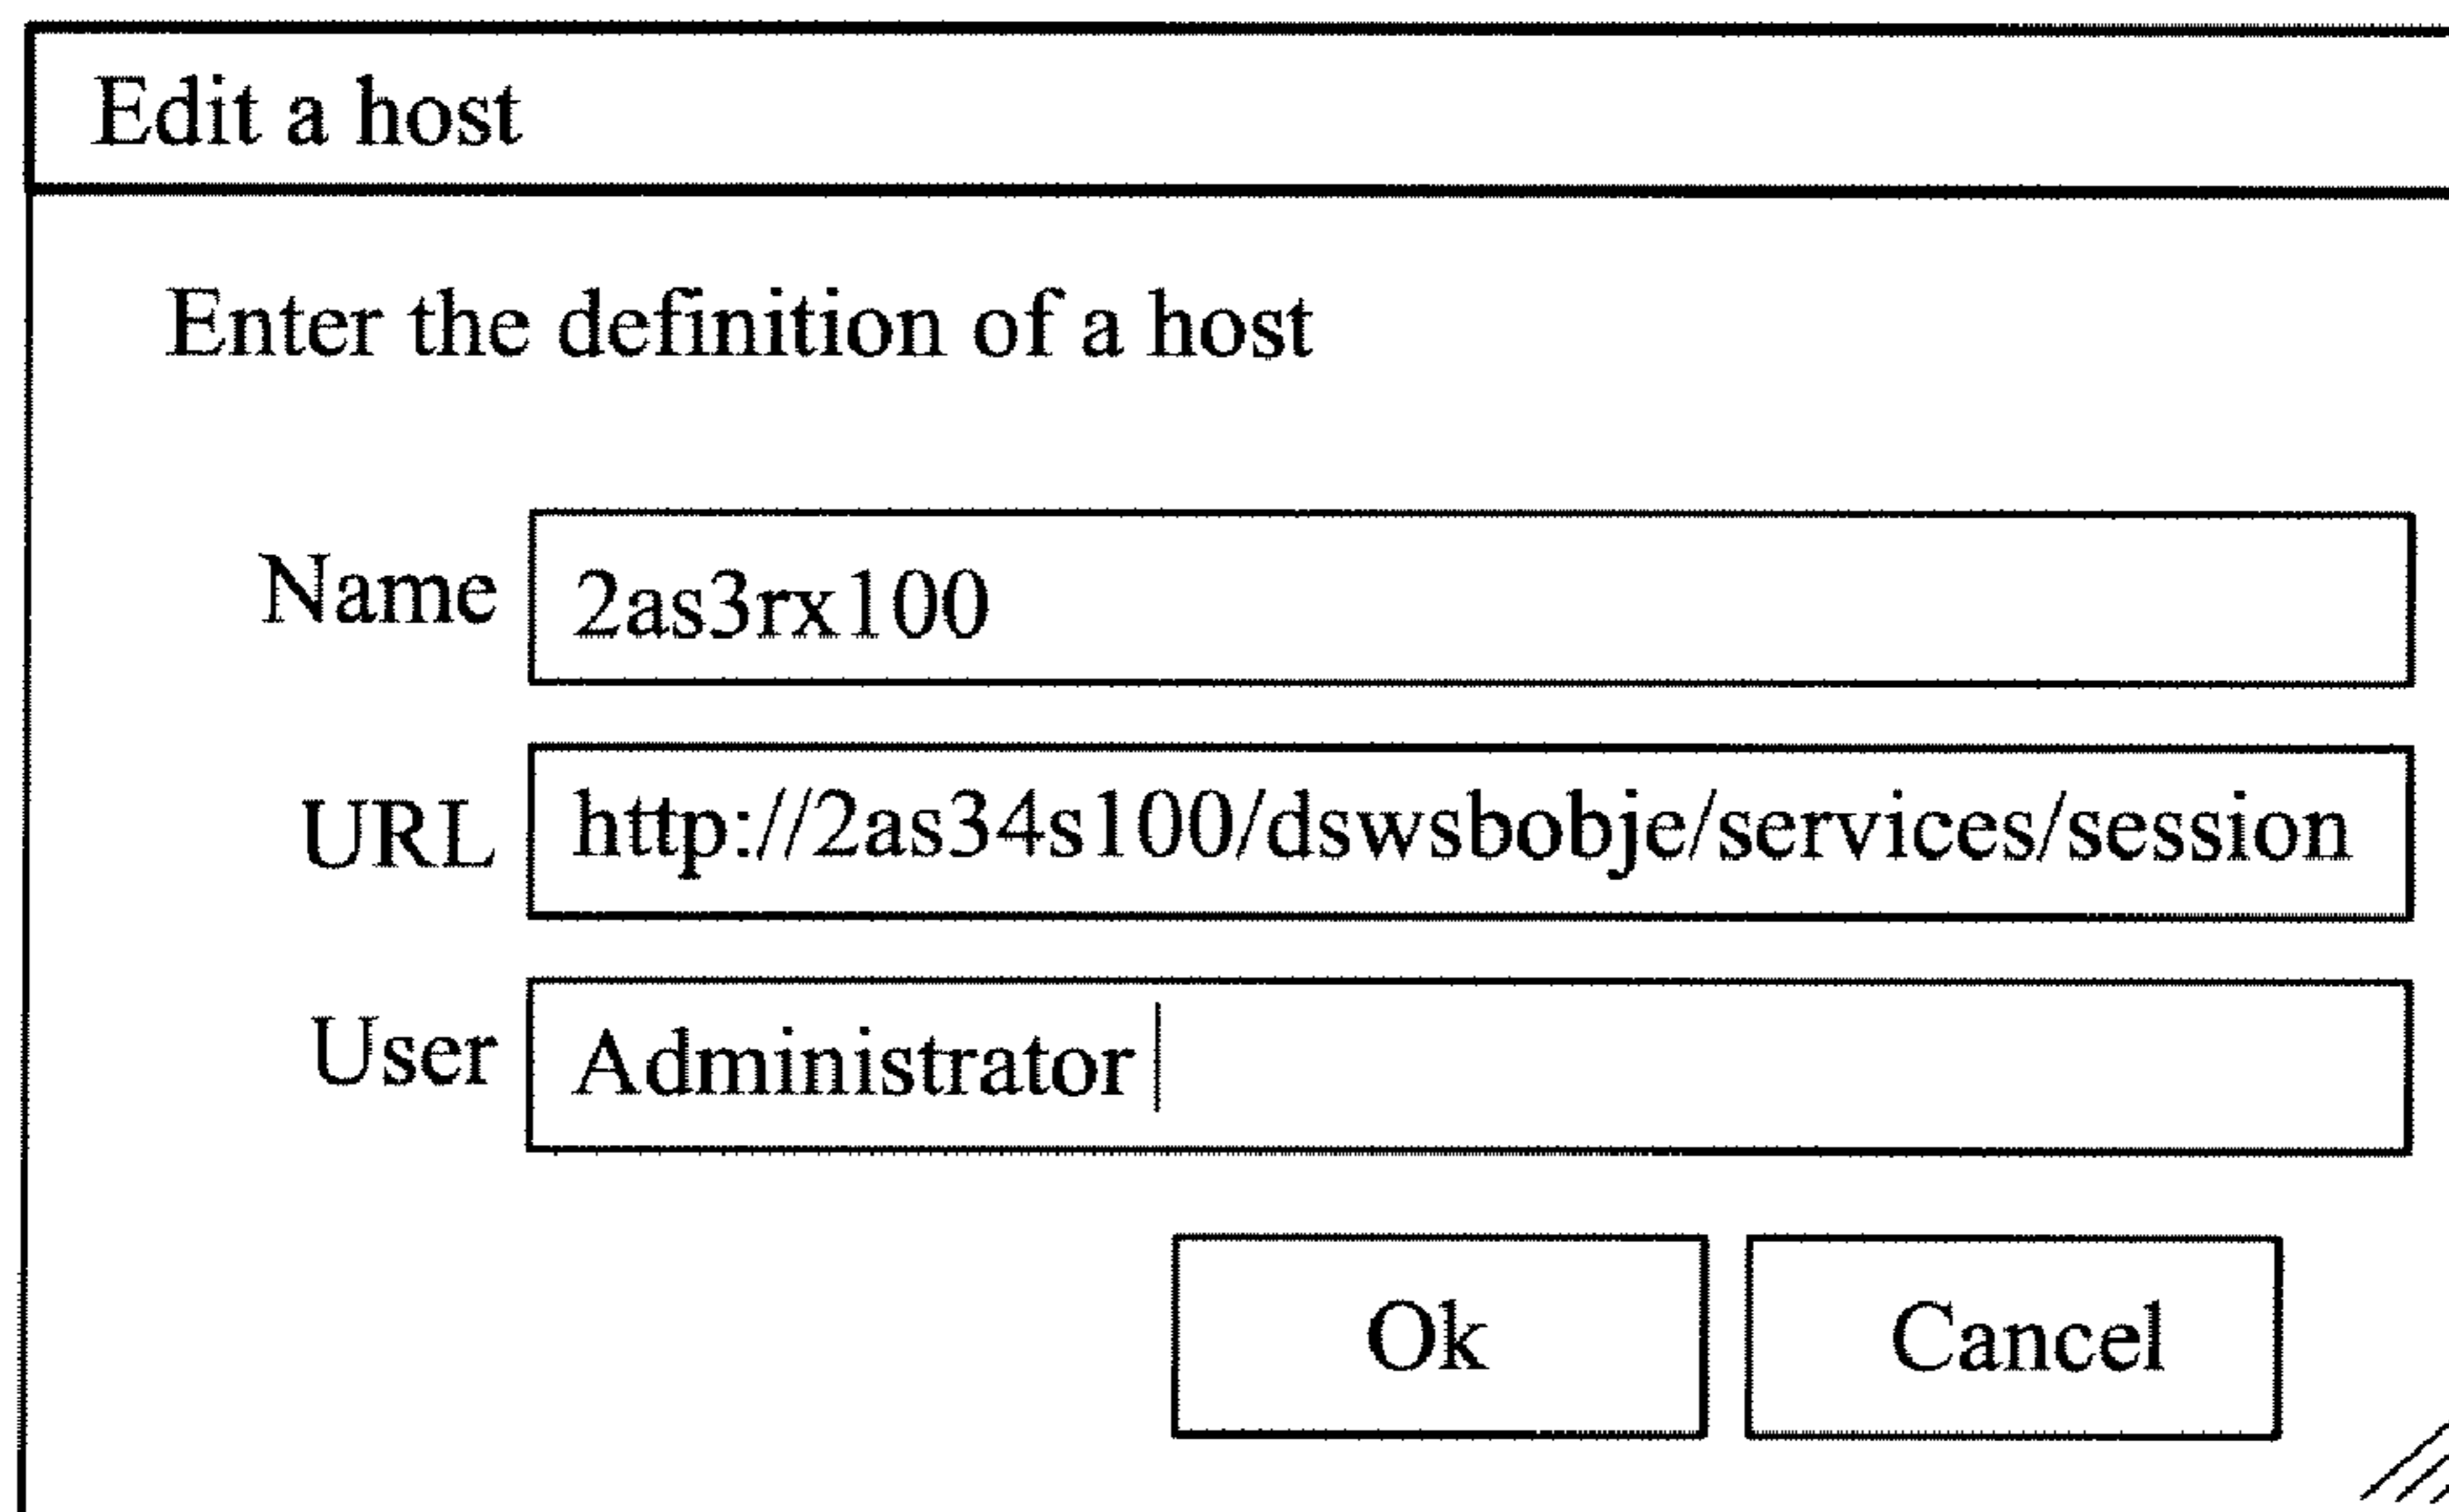 Edit a host
Enter the definition of a host
Name 2as3rx100
URL http://2as34s100/dswsbobje/services/session
User Administrator
Ok Cancel